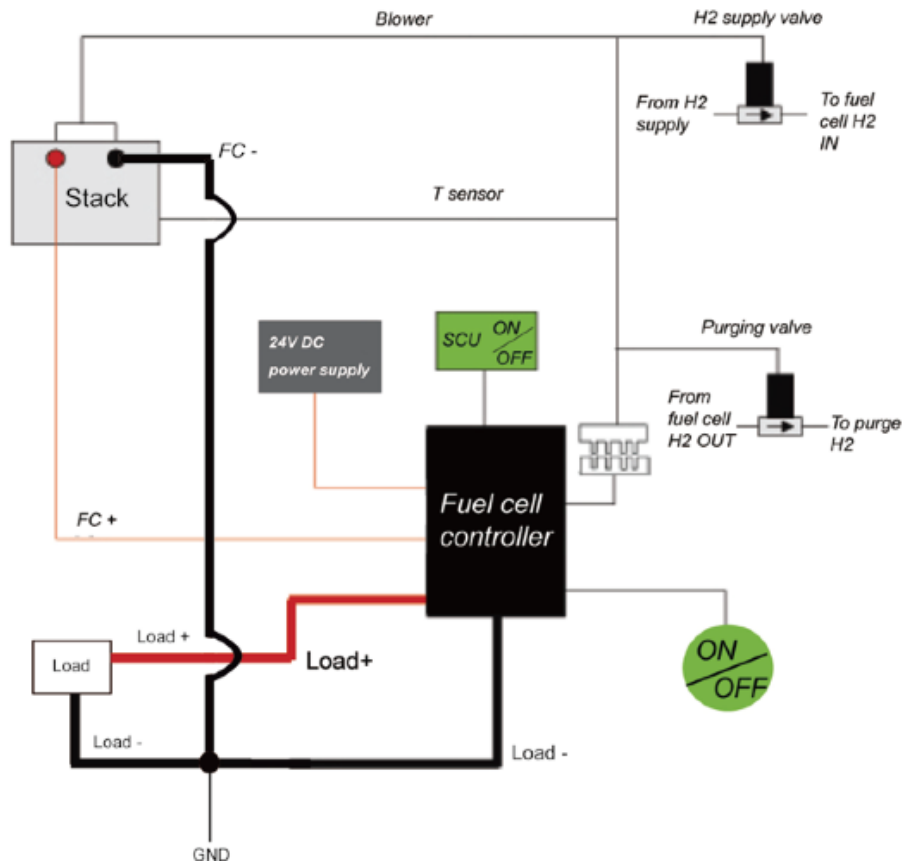 Blower
H2 supply valve
From H2
supply
To fuel
cell H2
IN
FC -
Stack
T sensor
24V DC
power supply
SCU ON
OFF
Purging valve
From
fuel cell
H2 OUT
To purge
H2
Fuel cell
controller
FC +
Load +
Load+
Load
ON
OFF
Load -
Load -
GND